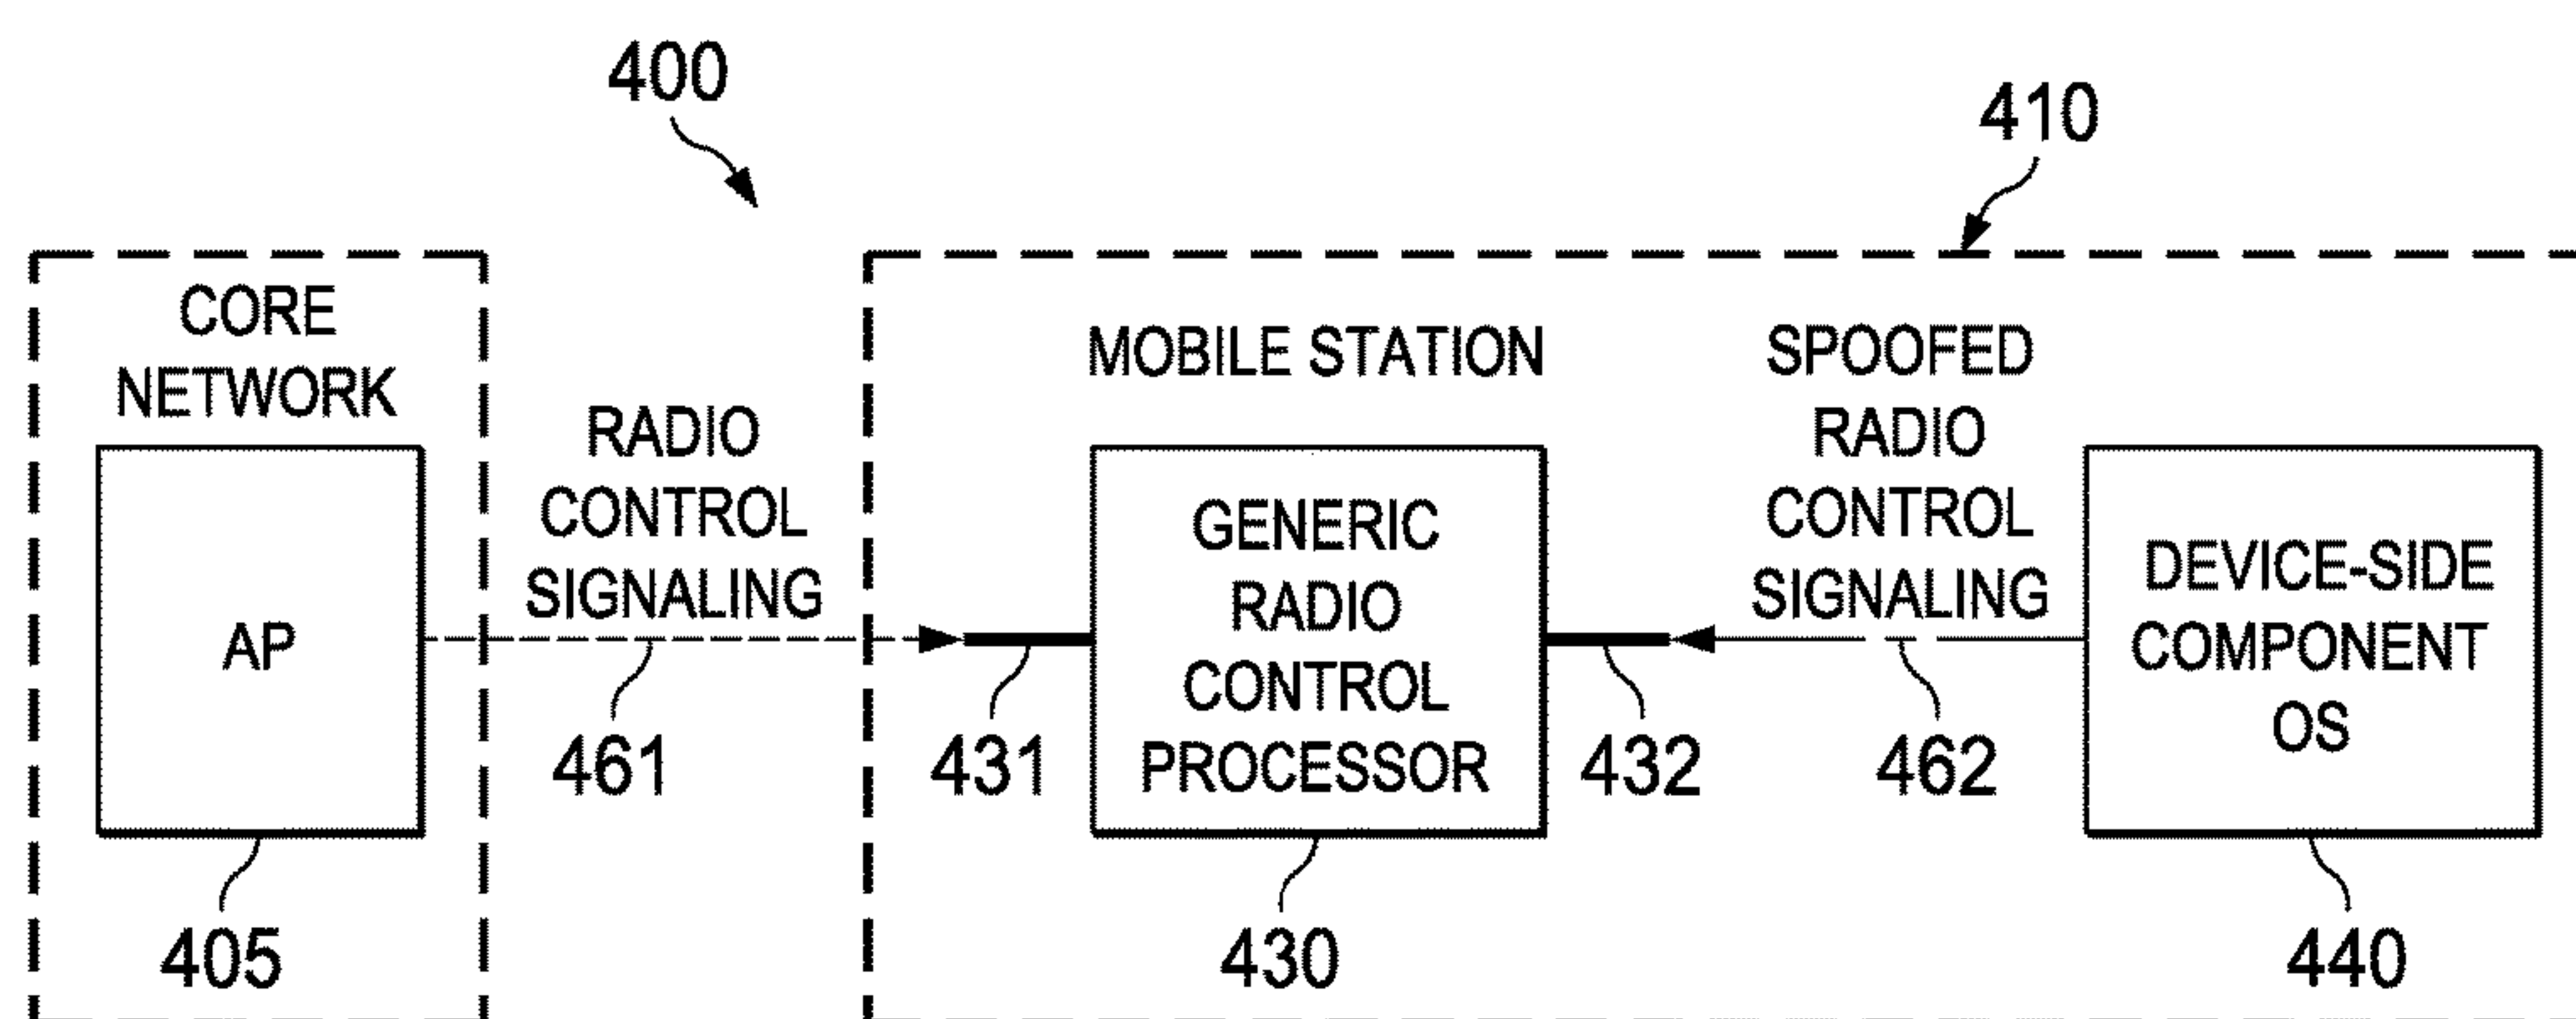 400
410
CORE
NETWORK
AP
405
RADIO
CONTROL
SIGNALING
461
MOBILE STATION
431
GENERIC
RADIO
CONTROL
PROCESSOR
430
432
SPOOFED
RADIO
CONTROL
SIGNALING
462
DEVICE-SIDE
COMPONENT
OS
440